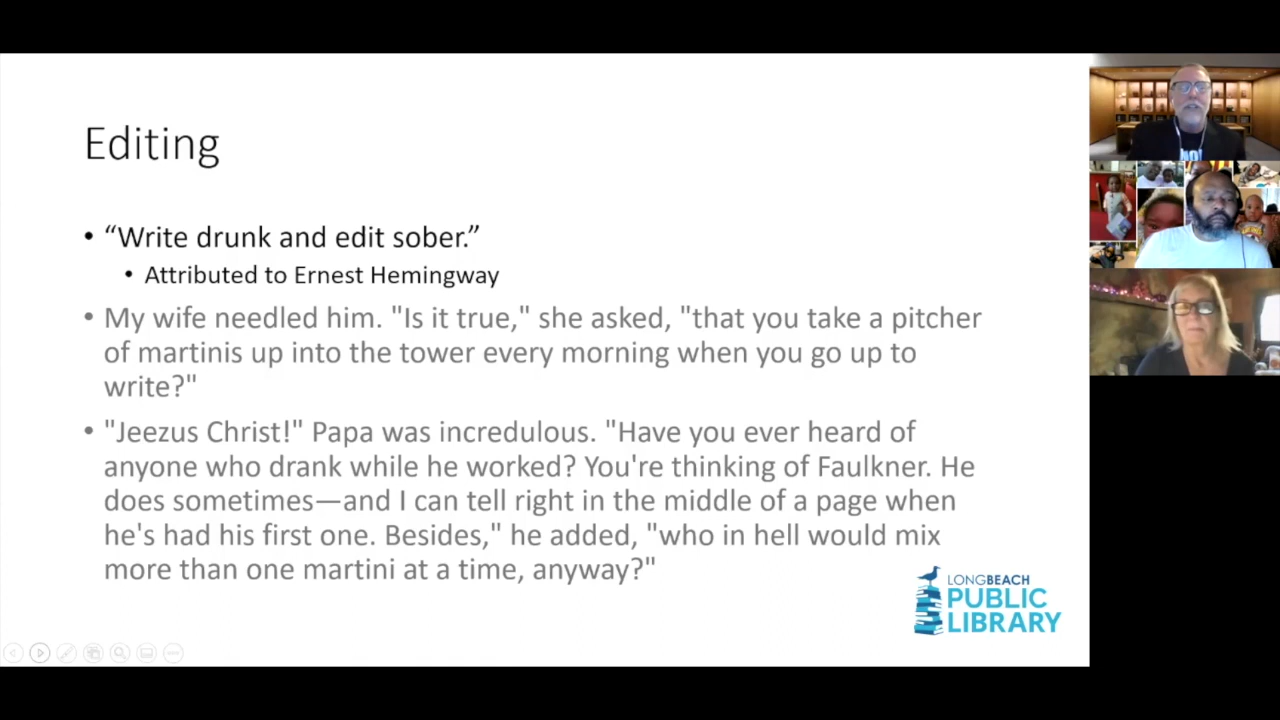 Editing
• “Write drunk and edit sober.”
• Attributed to Ernest Hemingway
• My wife needled him. "Is it true," she asked, "that you take a pitcher
of martinis up into the tower every morning when you go up to
write?"
• "Jeezus Christ!" Papa was incredulous. "Have you ever heard of
anyone who drank while he worked? You're thinking of Faulkner. He
does sometimes—and I can tell right in the middle of a page when
he's had his first one. Besides," he added, "who in hell would mix
more than one martini at a time, anyway?"
LONGBEACH
PUBLIC
LIBRARY